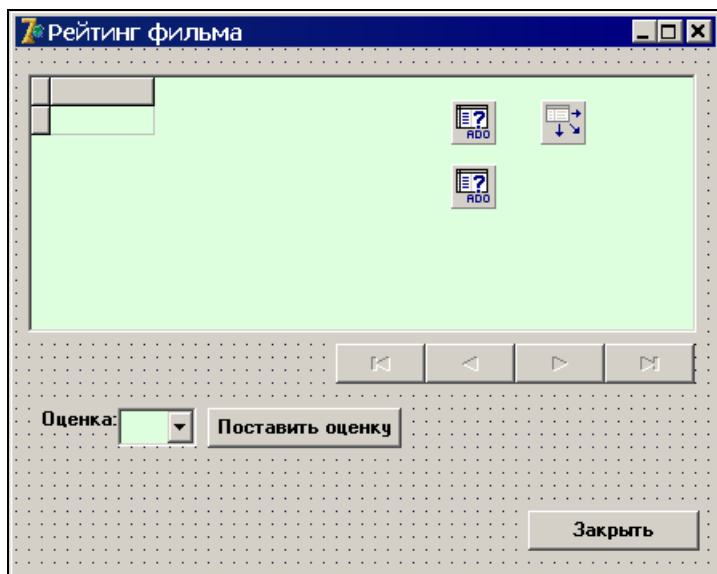 Рейтинг фильма
ADO
ADO
Оценка:
Поставить оценку
Закрыть